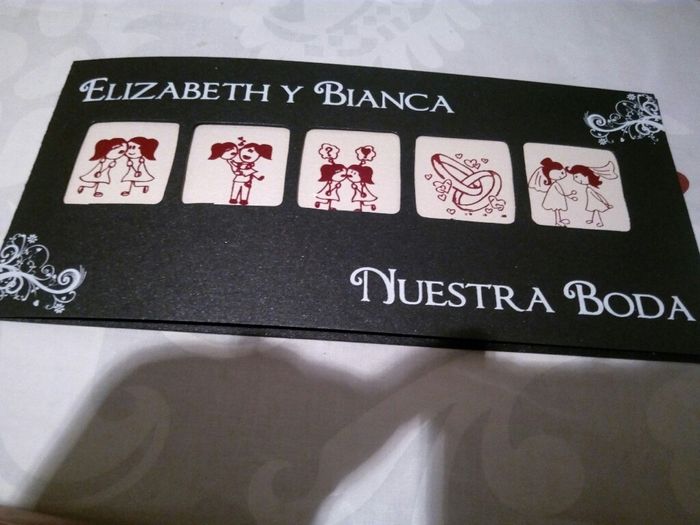 Elizabeth y Bianca
?
Nuestra Boda